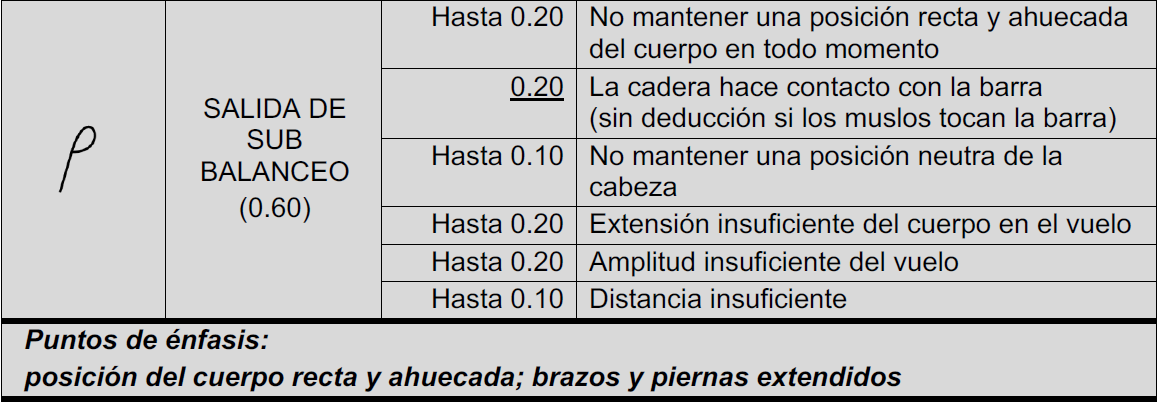 SALIDA DE
SUB
BALANCEO
(0.60)
Hasta 0.20 No mantener una posición recta y ahuecada
del cuerpo en todo momento
0.20 La cadera hace contacto con la barra
(sin deducción si los muslos tocan la barra)
Hasta 0.10 No mantener una posición neutra de la
cabeza
Hasta 0.20 Extensión insuficiente del cuerpo en el vuelo
Hasta 0.20 Amplitud insuficiente del vuelo
Hasta 0.10 Distancia insuficiente
Puntos de énfasis:
posición del cuerpo recta y ahuecada; brazos y piernas extendidos